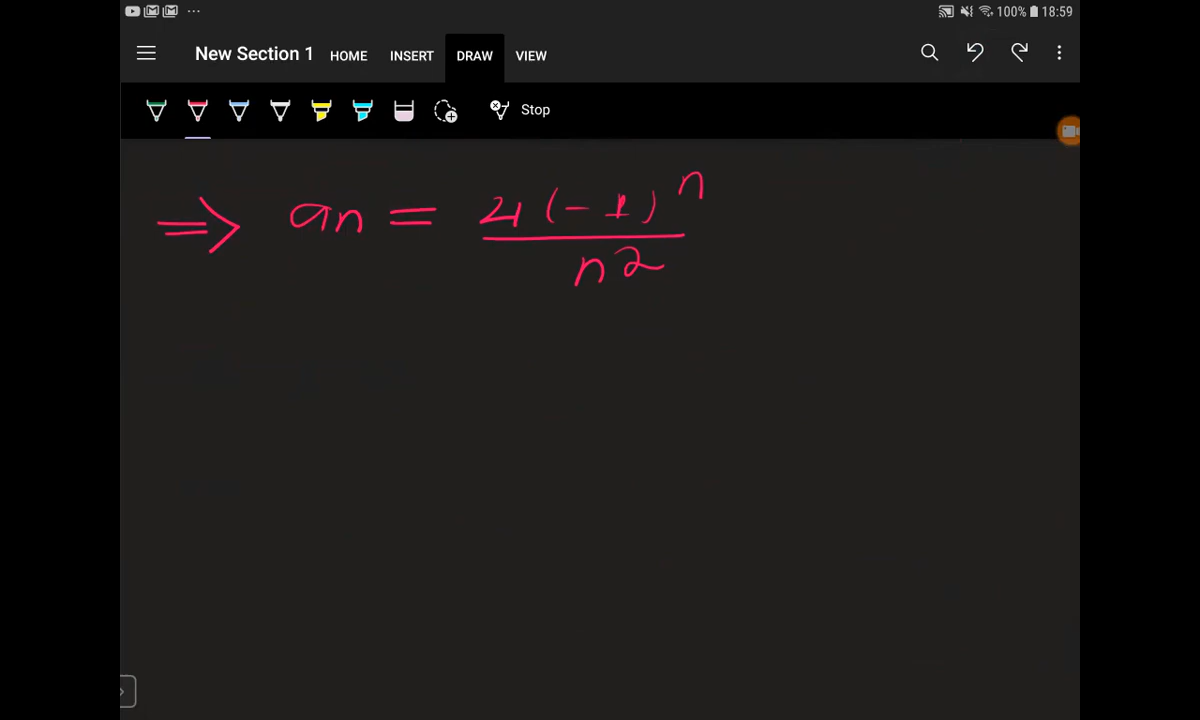 ... 100% 18:59
New Section 1 HOME INSERT DRAW VIEW
Stop
⇒ an = 4(-1)^n / n2